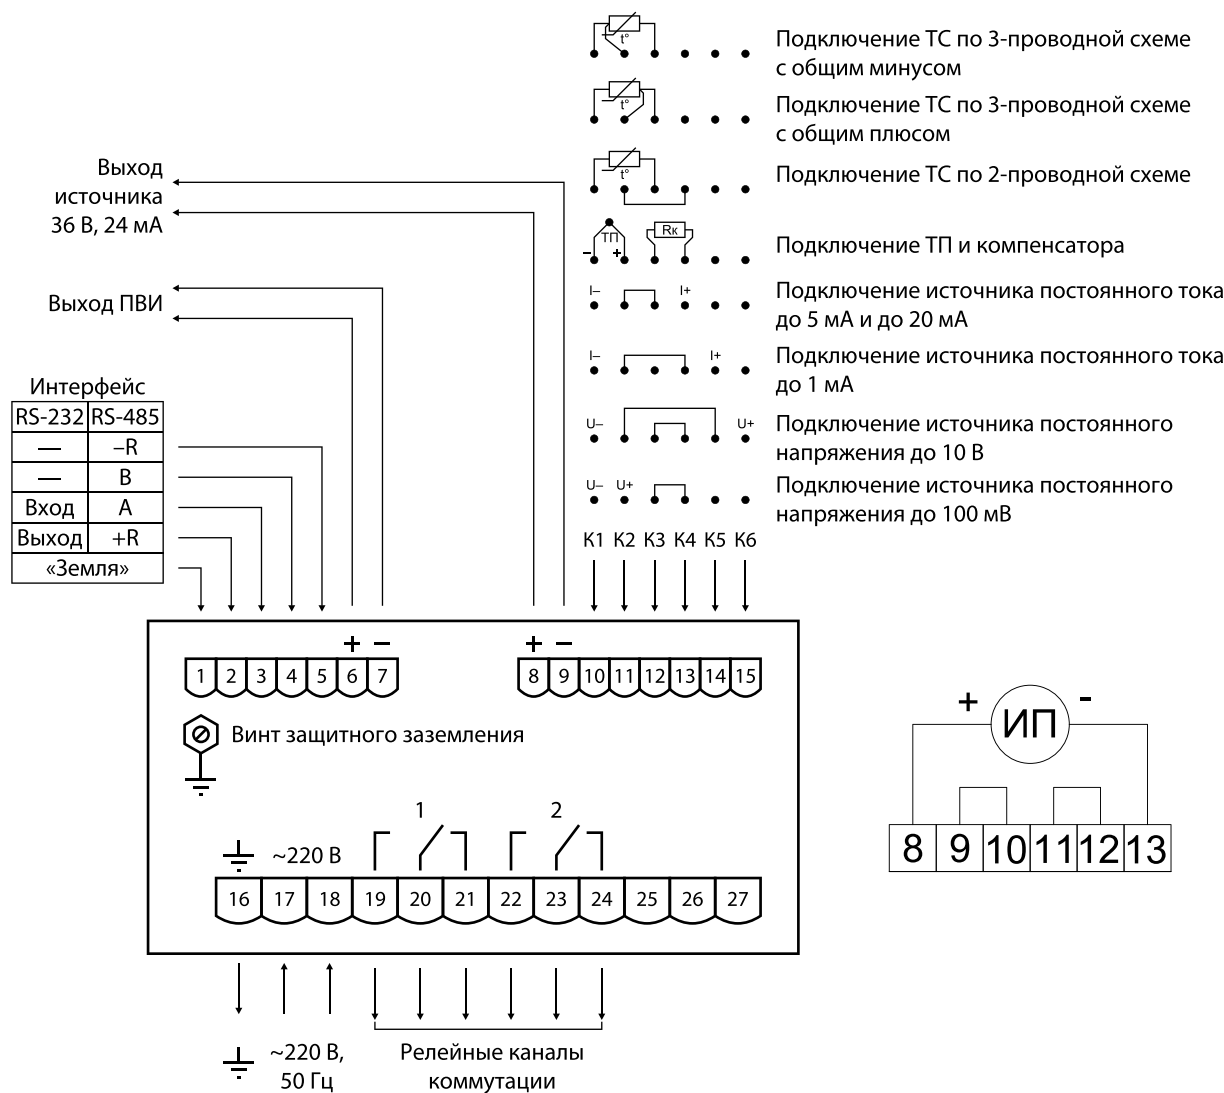 t°
Подключение ТС по 3-проводной схеме
с общим минусом
t°
Подключение ТС по 3-проводной схеме
с общим плюсом
t°
Подключение ТС по 2-проводной схеме
Выход
источника
36 В, 24 мА
ТП
– +
Rк
Подключение ТП и компенсатора
Выход ПВИ
I– I+
Подключение источника постоянного тока
до 5 мА и до 20 мА
I– I+
Подключение источника постоянного тока
до 1 мА
Интерфейс
RS-232 RS-485
— –R
— B
Вход A
Выход +R
«Земля»
U– U+
Подключение источника постоянного
напряжения до 10 В
U– U+
Подключение источника постоянного
напряжения до 100 мВ
K1 K2 K3 K4 K5 K6
+ – + –
1 2 3 4 5 6 7 8 9 10 11 12 13 14 15
Винт защитного заземления
1 2
~220 В
16 17 18 19 20 21 22 23 24 25 26 27
~220 В,
50 Гц
Релейные каналы
коммутации
+ ИП -
8 9 10 11 12 13